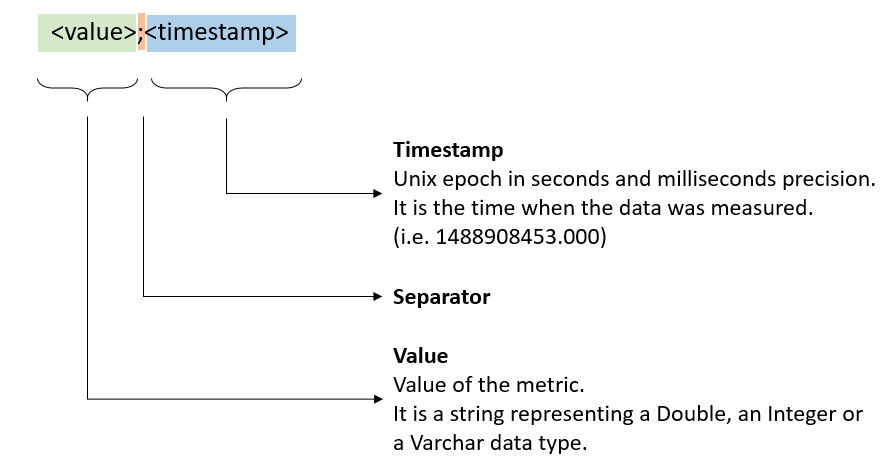 <value>;<timestamp>
Timestamp
Unix epoch in seconds and milliseconds precision.
It is the time when the data was measured.
(i.e. 1488908453.000)
Separator
Value
Value of the metric.
It is a string representing a Double, an Integer or
a Varchar data type.